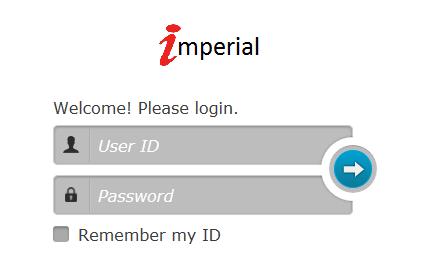 imperial
Welcome! Please login.
User ID
Password
Remember my ID